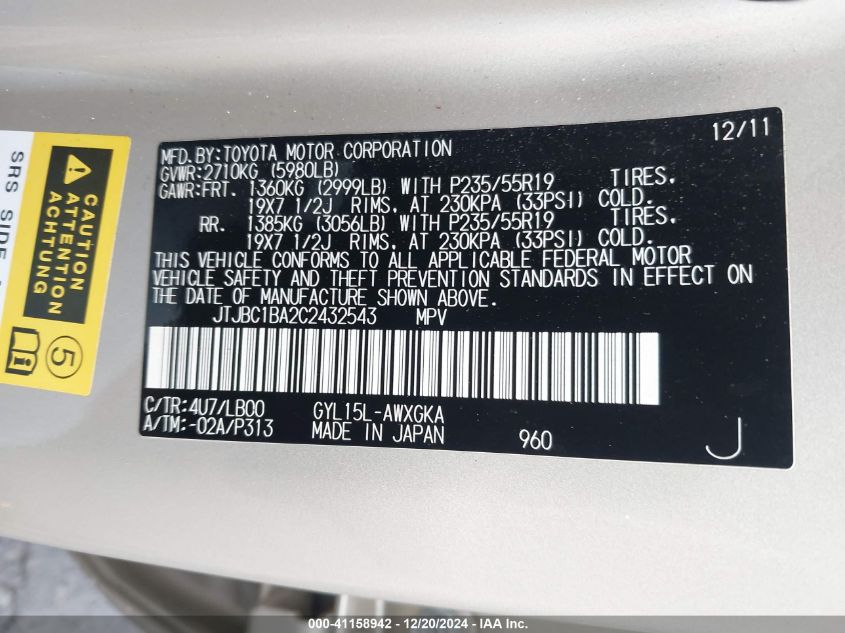 12/11
MFD.BY:TOYOTA MOTOR CORPORATION
GVWR:2710KG (5980LB)
GAWR:FRT. 1360KG (2999LB) WITH P235/55R19 TIRES,
19X7 1/2J RIMS, AT 230KPA (33PSI) COLD.
RR. 1385KG (3056LB) WITH P235/55R19 TIRES,
19X7 1/2J RIMS, AT 230KPA (33PSI) COLD.
THIS VEHICLE CONFORMS TO ALL APPLICABLE FEDERAL MOTOR
VEHICLE SAFETY AND THEFT PREVENTION STANDARDS IN EFFECT ON
THE DATE OF MANUFACTURE SHOWN ABOVE.
JTJBC1BA2C2432543 MPV
C/TR:4U7/LB00 GYL15L-AWXGKA
A/TM:-02A/P313 MADE IN JAPAN 960 J
SRS SIDE
CAUTION
ATTENTION
ACHTUNG
5
000-41158942 - 12/20/2024 - IAA Inc.